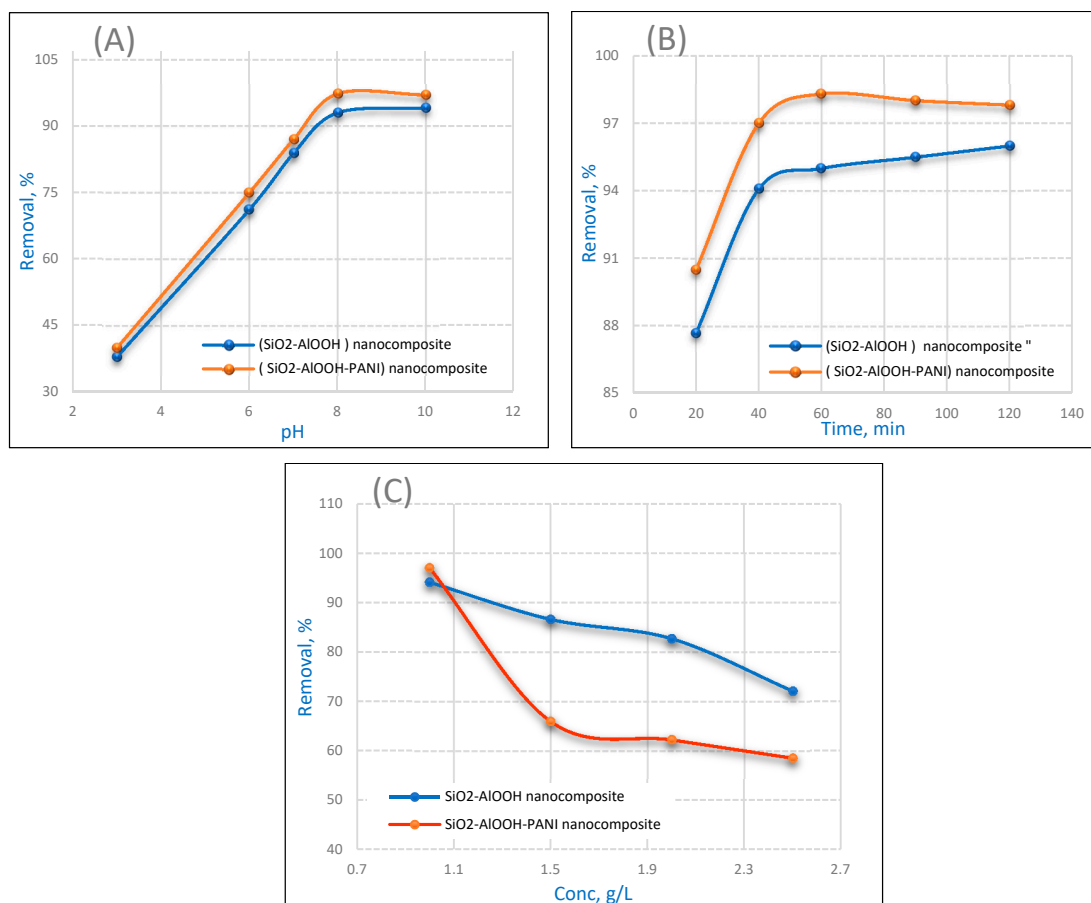 (A)
Removal, %
105
90
75
60
45
30
2 4 6 8 10 12
pH
(SiO2-AlOOH ) nanocomposite
( SiO2-AlOOH-PANI) nanocomposite
(B)
Removal, %
100
97
94
91
88
85
0 20 40 60 80 100 120 140
Time, min
(SiO2-AlOOH ) nanocomposite "
( SiO2-AlOOH-PANI) nanocomposite
(C)
Removal, %
110
100
90
80
70
60
50
40
0.7 1.1 1.5 1.9 2.3 2.7
Conc, g/L
SiO2-AlOOH nanocomposite
SiO2-AlOOH-PANI nanocomposite